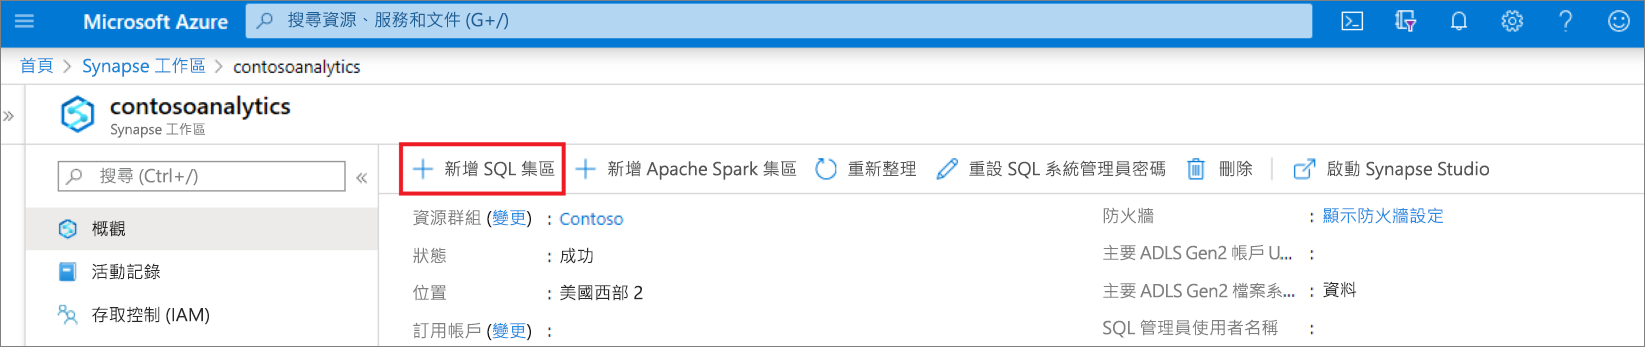 Microsoft Azure 搜尋資源、服務和文件 (G+/)
首頁 > Synapse 工作區 > contosoanalytics
contosoanalytics
Synapse 工作區
搜尋 (Ctrl+/)
概觀
活動記錄
存取控制 (IAM)
新增 SQL 集區 新增 Apache Spark 集區 重新整理 重設 SQL 系統管理員密碼 刪除 啟動 Synapse Studio
資源群組 (變更) : Contoso
狀態 : 成功
位置 : 美國西部 2
訂用帳戶 (變更) :
防火牆 : 顯示防火牆設定
主要 ADLS Gen2 帳戶 U... :
主要 ADLS Gen2 檔案系... : 資料
SQL 管理員使用者名稱 :